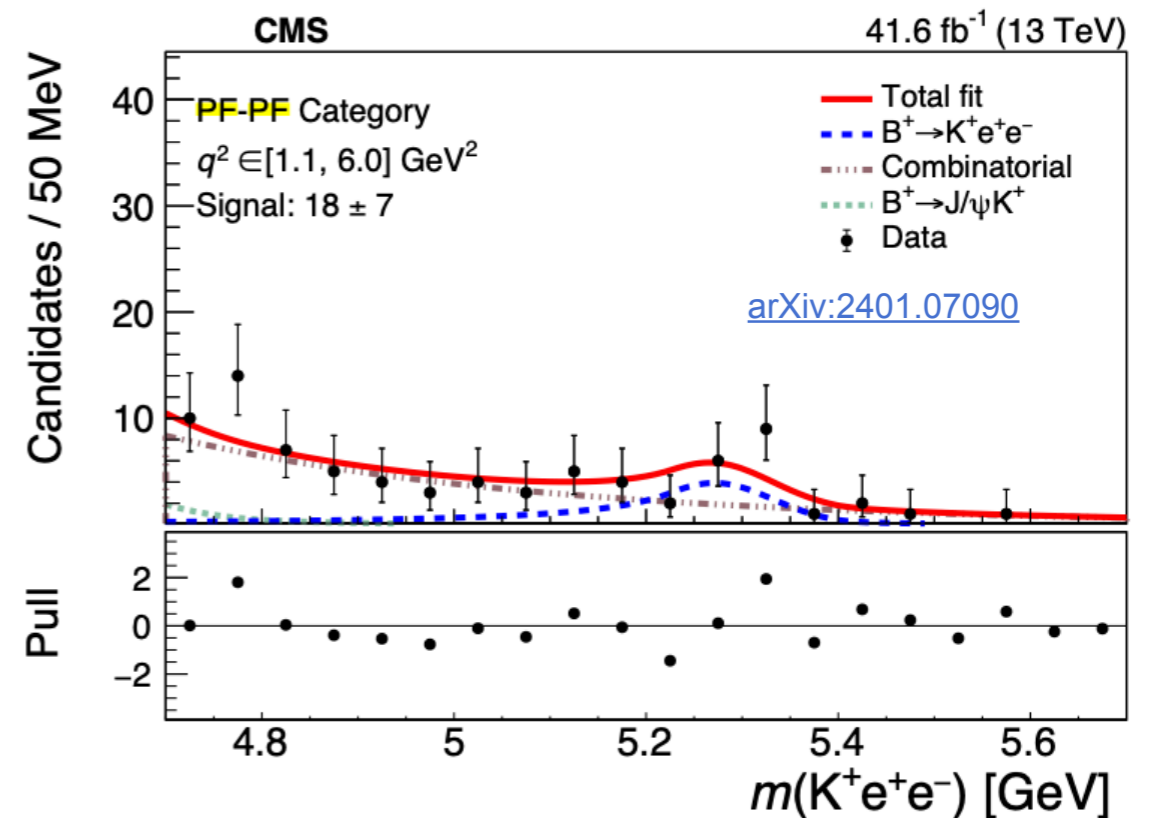 CMS
41.6 fb⁻¹ (13 TeV)
Candidates / 50 MeV
40
30
20
10
PF-PF Category
q² ∈[1.1, 6.0] GeV²
Signal: 18 ± 7
Total fit
B⁺→K⁺e⁺e⁻
Combinatorial
B⁺→J/ψK⁺
Data
arXiv:2401.07090
Pull
2
0
−2
4.8 5 5.2 5.4 5.6
m(K⁺e⁺e⁻) [GeV]